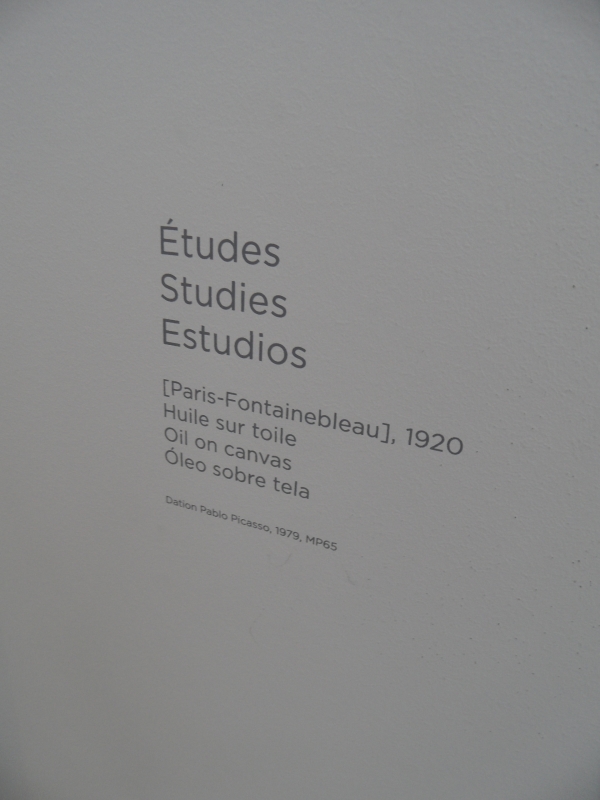 Études
Studies
Estudios
[Paris-Fontainebleau], 1920
Huile sur toile
Oil on canvas
Óleo sobre tela
Dation Pablo Picasso, 1979, MP65